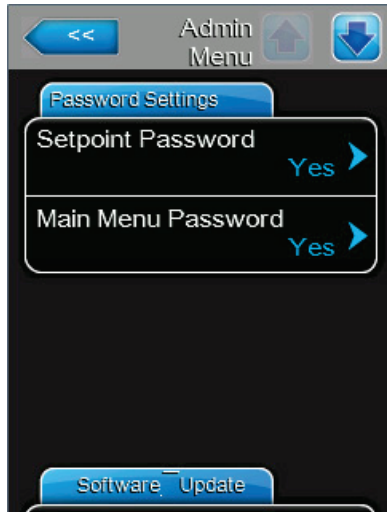 <<
Admin
Menu
Password Settings
Setpoint Password
Yes
Main Menu Password
Yes
Software Update